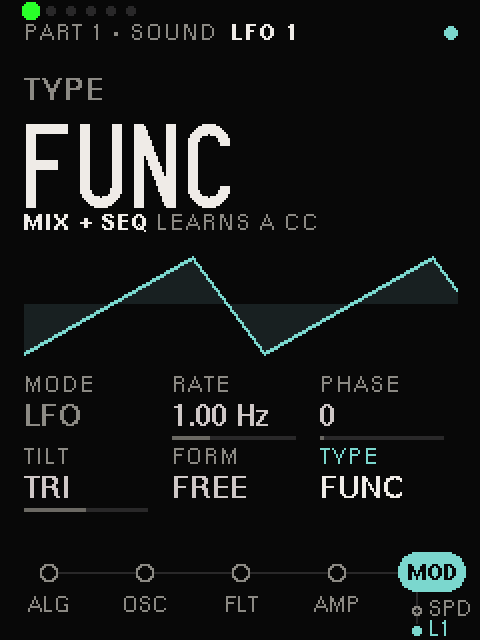 PART 1 · SOUND LFO 1
TYPE
FUNC
MIX + SEQ LEARNS A CC
MODE RATE PHASE
LFO 1.00 Hz 0
TILT FORM TYPE
TRI FREE FUNC
ALG OSC FLT AMP MOD
SPD
L1